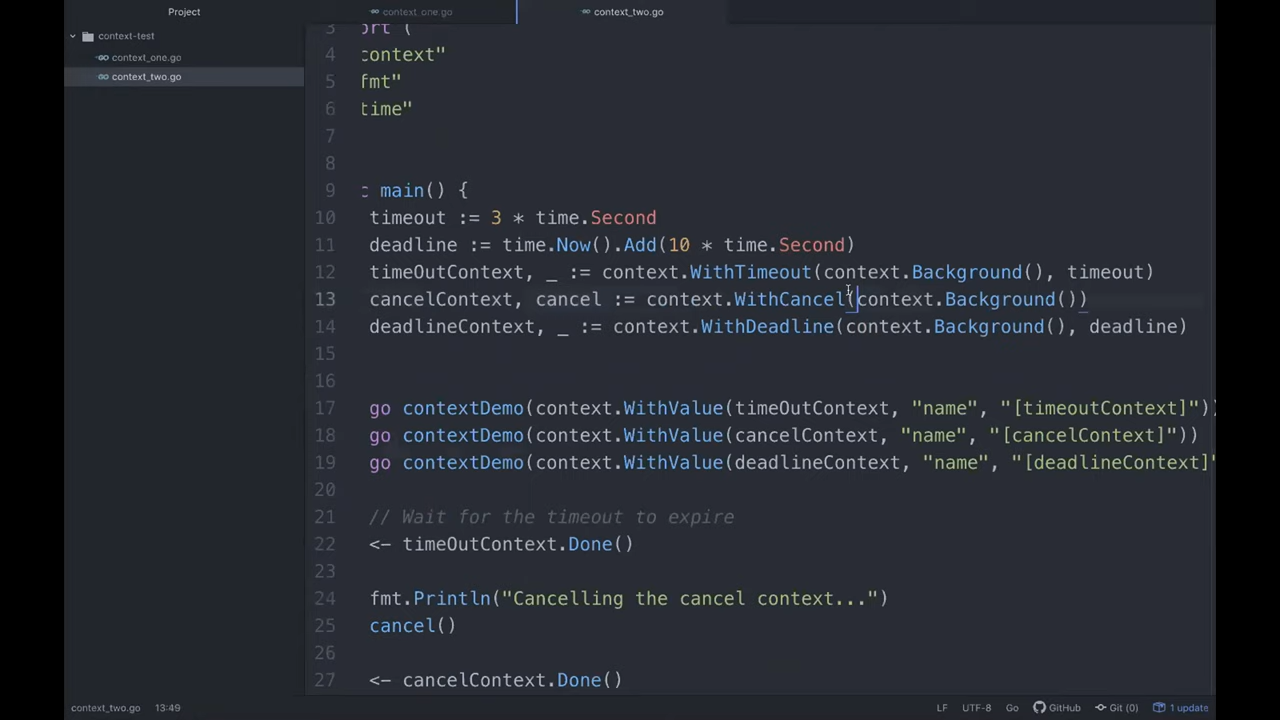 Project
context_one.go
context_two.go
context-test
context_one.go
context_two.go
3 ort (
4 context"
5 fmt"
6 time"
7
8
9 c main() {
10 timeout := 3 * time.Second
11 deadline := time.Now().Add(10 * time.Second)
12 timeOutContext, _ := context.WithTimeout(context.Background(), timeout)
13 cancelContext, cancel := context.WithCancel(context.Background())
14 deadlineContext, _ := context.WithDeadline(context.Background(), deadline)
15
16
17 go contextDemo(context.WithValue(timeOutContext, "name", "[timeoutContext]"))
18 go contextDemo(context.WithValue(cancelContext, "name", "[cancelContext]"))
19 go contextDemo(context.WithValue(deadlineContext, "name", "[deadlineContext]"
20
21 // Wait for the timeout to expire
22 <- timeOutContext.Done()
23
24 fmt.Println("Cancelling the cancel context...")
25 cancel()
26
27 <- cancelContext.Done()
context_two.go 13:49 LF UTF-8 Go GitHub Git (0) 1 update